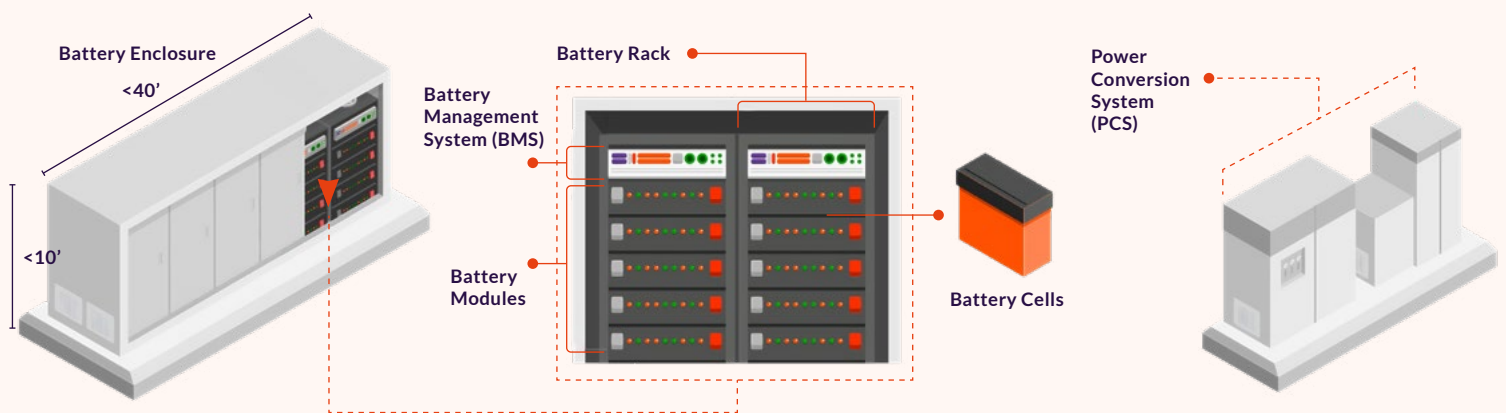 Battery Enclosure
<40’
<10’
Battery Rack
Battery
Management
System (BMS)
Battery
Modules
Battery Cells
Power
Conversion
System
(PCS)